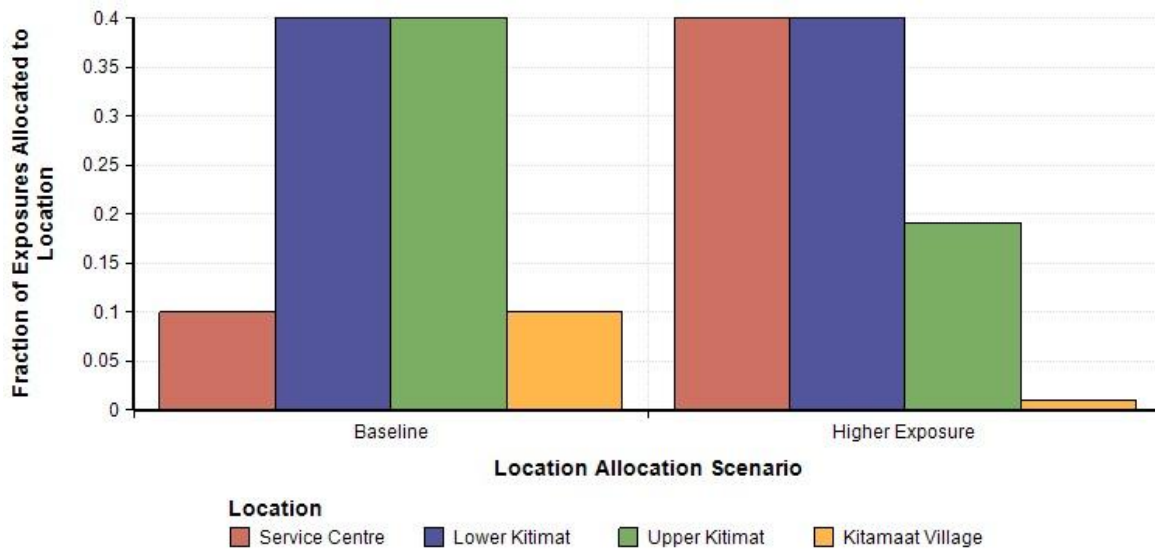 Fraction of Exposures Allocated to
Location
0.4
0.35
0.3
0.25
0.2
0.15
0.1
0.05
0
Baseline
Higher Exposure
Location Allocation Scenario
Location
Service Centre
Lower Kitimat
Upper Kitimat
Kitamaat Village